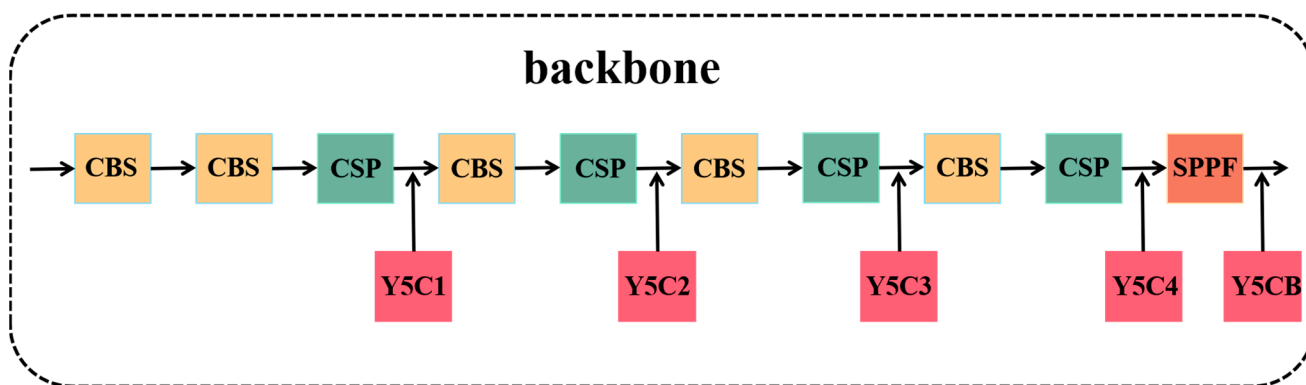 backbone
CBS CBS CSP CBS CSP CBS CSP CBS CSP SPPF
Y5C1 Y5C2 Y5C3 Y5C4 Y5CB